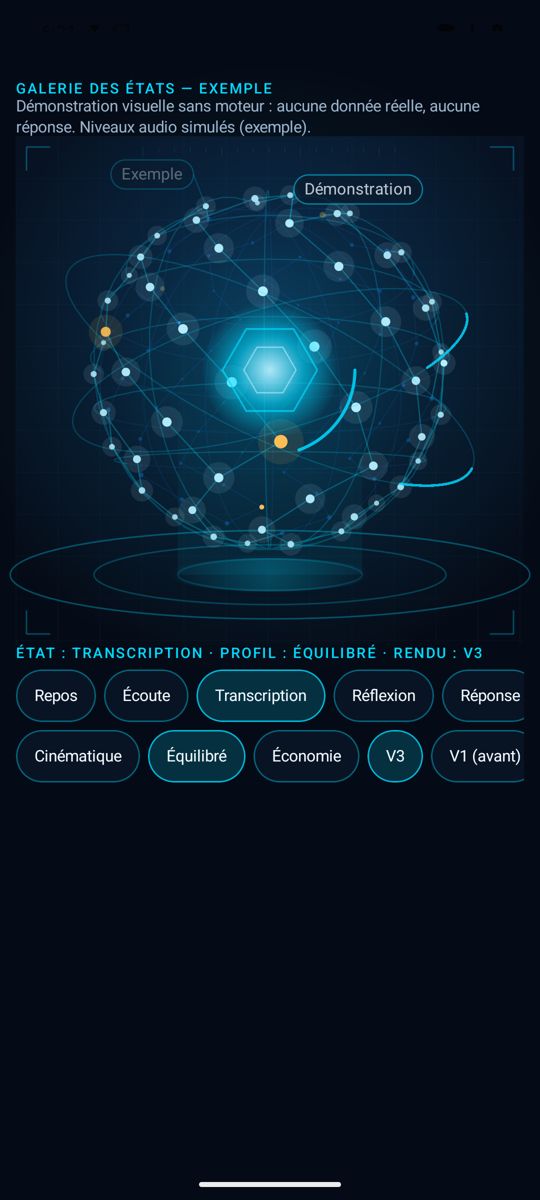 GALERIE DES ÉTATS — EXEMPLE
Démonstration visuelle sans moteur : aucune donnée réelle, aucune
réponse. Niveaux audio simulés (exemple).
Exemple
Démonstration
ÉTAT : TRANSCRIPTION · PROFIL : ÉQUILIBRÉ · RENDU : V3
Repos Écoute Transcription Réflexion Réponse
Cinématique Équilibré Économie V3 V1 (avant)